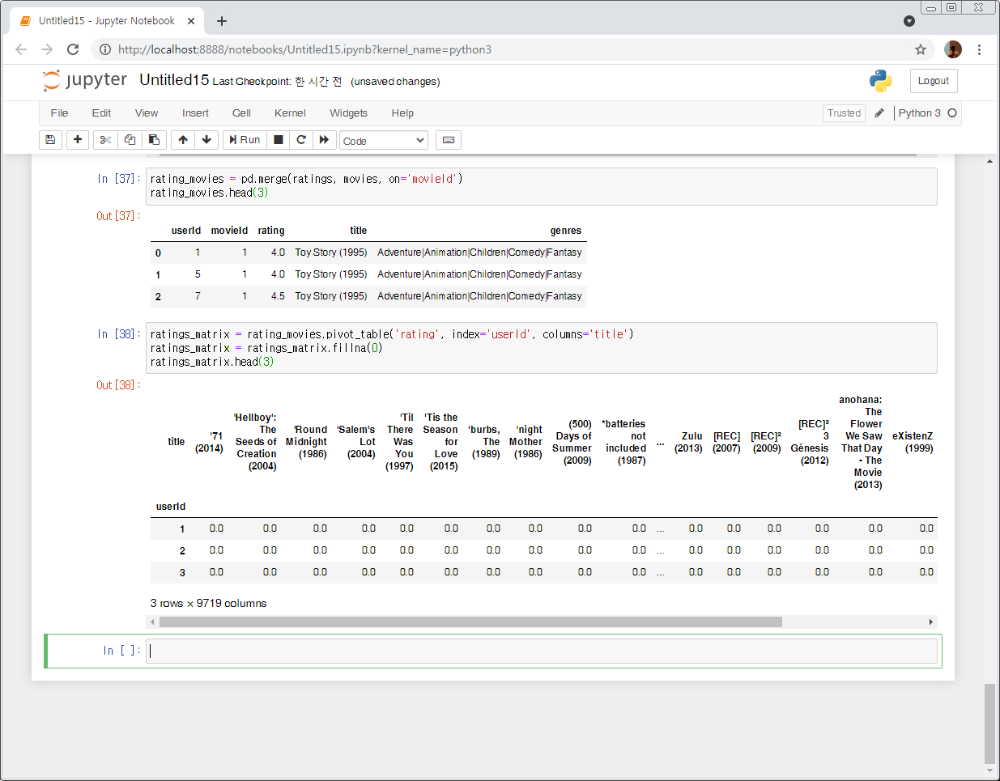 Untitled15 - Jupyter Notebook
http://localhost:8888/notebooks/Untitled15.ipynb?kernel_name=python3
jupyter Untitled15 Last Checkpoint: 한 시간 전 (unsaved changes)
Logout
File Edit View Insert Cell Kernel Widgets Help
Trusted Python 3
Run Code
In [37]: rating_movies = pd.merge(ratings, movies, on='movieId')
rating_movies.head(3)
Out [37]:
userId movieId rating title genres
0 1 1 4.0 Toy Story (1995) Adventure|Animation|Children|Comedy|Fantasy
1 5 1 4.0 Toy Story (1995) Adventure|Animation|Children|Comedy|Fantasy
2 7 1 4.5 Toy Story (1995) Adventure|Animation|Children|Comedy|Fantasy
In [38]: ratings_matrix = rating_movies.pivot_table('rating', index='userId', columns='title')
ratings_matrix = ratings_matrix.fillna(0)
ratings_matrix.head(3)
Out [38]:
title
'71
(2014)
'Hellboy':
The
Seeds of
Creation
(2004)
'Round
Midnight
(1986)
'Salem's
Lot
(2004)
'Til
There
Was
You
(1997)
'Tis the
Season
for
Love
(2015)
'burbs,
The
(1989)
'night
Mother
(1986)
(500)
Days of
Summer
(2009)
*batteries
not
included
(1987)
...
Zulu
(2013)
[REC]
(2007)
[REC]²
(2009)
[REC]³
3
Génesis
(2012)
anohana:
The
Flower
We Saw
That Day
- The
Movie
(2013)
eXistenZ
(1999)
userId
1 0.0 0.0 0.0 0.0 0.0 0.0 0.0 0.0 0.0 0.0 ... 0.0 0.0 0.0 0.0 0.0 0.0
2 0.0 0.0 0.0 0.0 0.0 0.0 0.0 0.0 0.0 0.0 ... 0.0 0.0 0.0 0.0 0.0 0.0
3 0.0 0.0 0.0 0.0 0.0 0.0 0.0 0.0 0.0 0.0 ... 0.0 0.0 0.0 0.0 0.0 0.0
3 rows × 9719 columns
In [ ]: